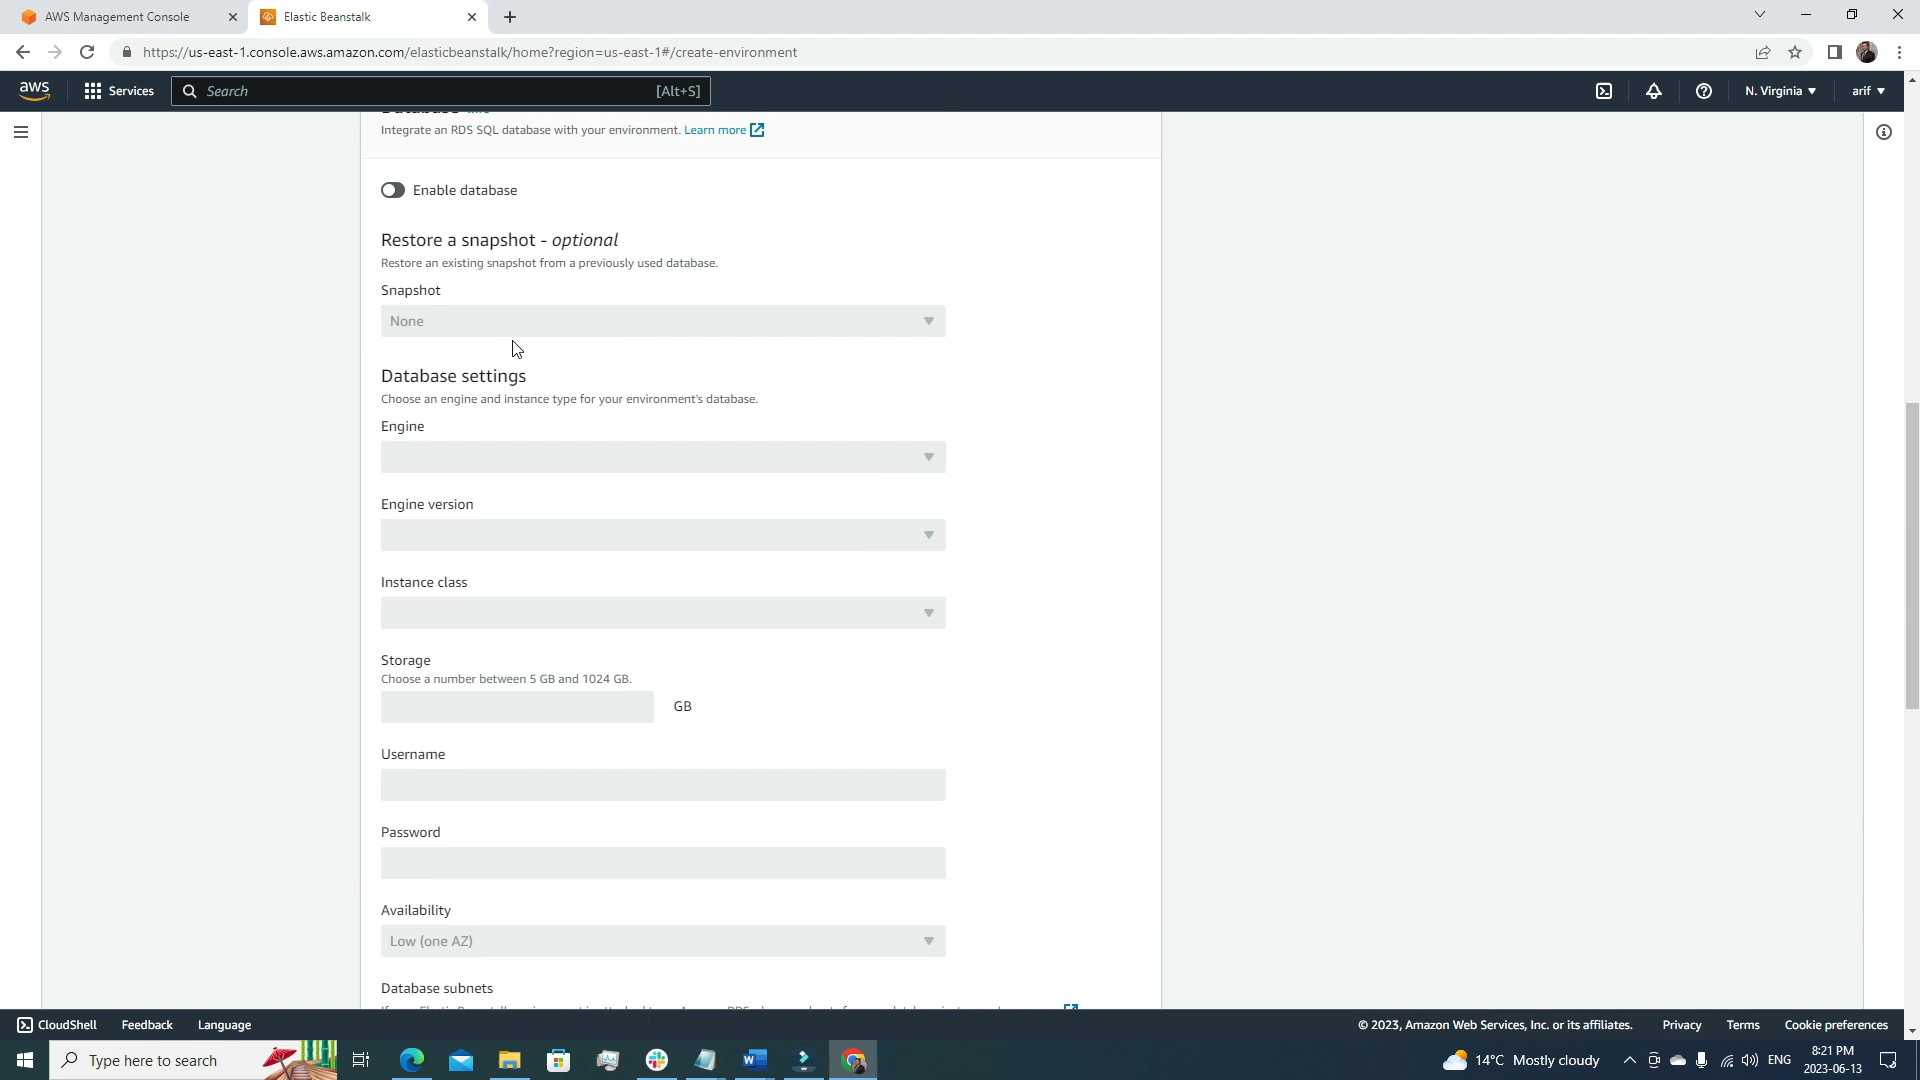 AWS Management Console
Elastic Beanstalk
https://us-east-1.console.aws.amazon.com/elasticbeanstalk/home?region=us-east-1#/create-environment
aws
Services
Search
[Alt+S]
N. Virginia
arif
Integrate an RDS SQL database with your environment. Learn more
Enable database
Restore a snapshot - optional
Restore an existing snapshot from a previously used database.
Snapshot
None
Database settings
Choose an engine and instance type for your environment's database.
Engine
Engine version
Instance class
Storage
Choose a number between 5 GB and 1024 GB.
GB
Username
Password
Availability
Low (one AZ)
Database subnets
CloudShell
Feedback
Language
© 2023, Amazon Web Services, Inc. or its affiliates.
Privacy
Terms
Cookie preferences
Type here to search
14°C Mostly cloudy
ENG
8:21 PM
2023-06-13